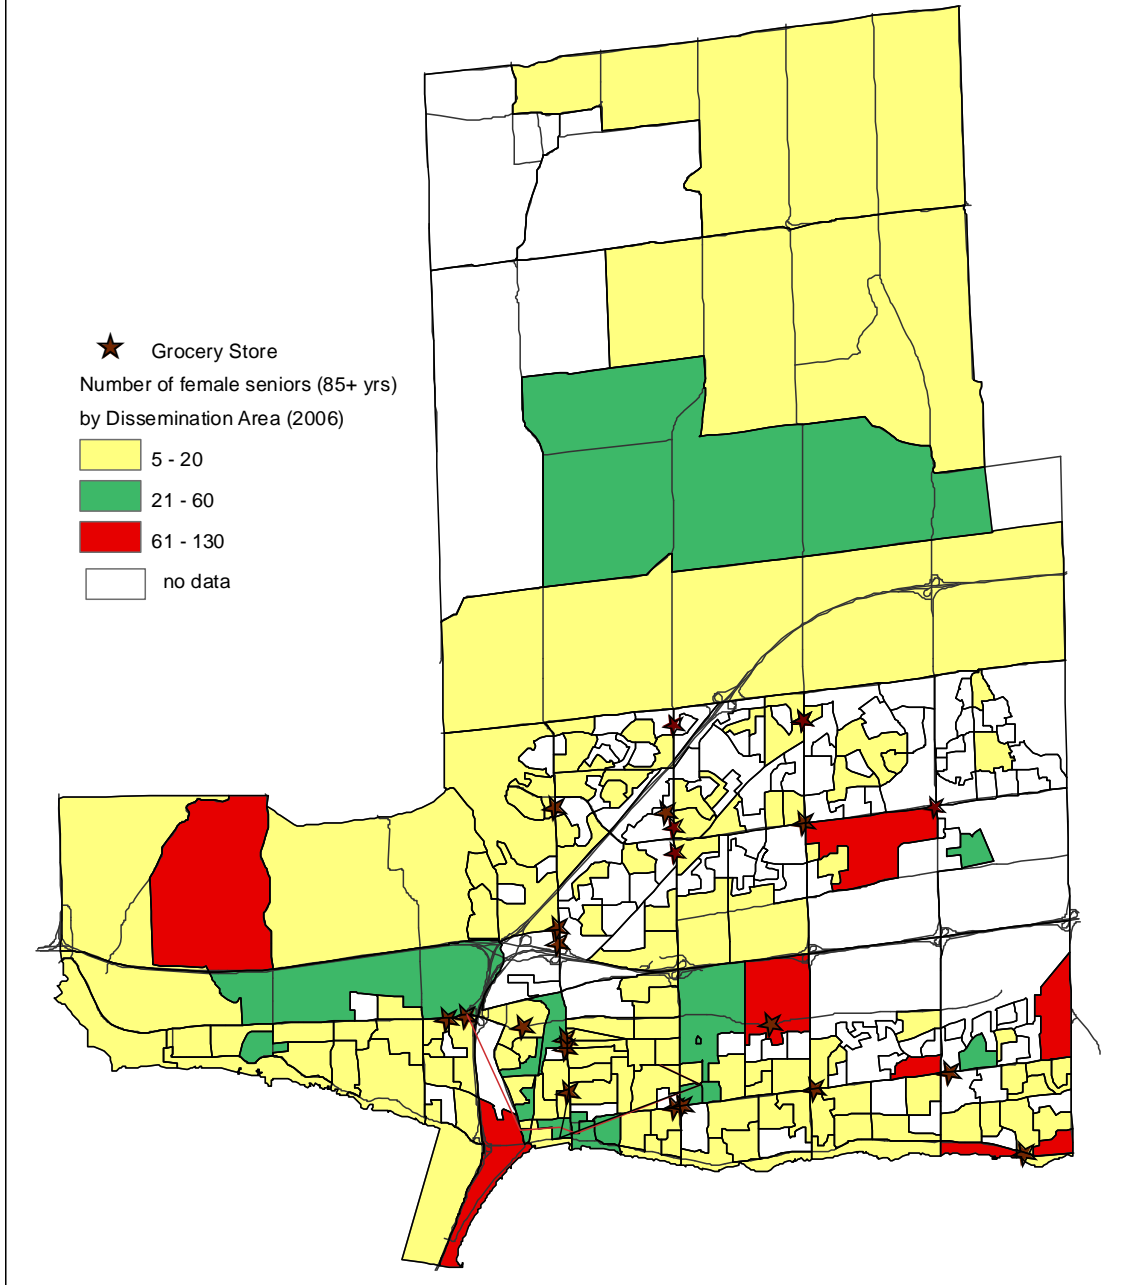 Grocery Store
Number of female seniors (85+ yrs)
by Dissemination Area (2006)
5 - 20
21 - 60
61 - 130
no data